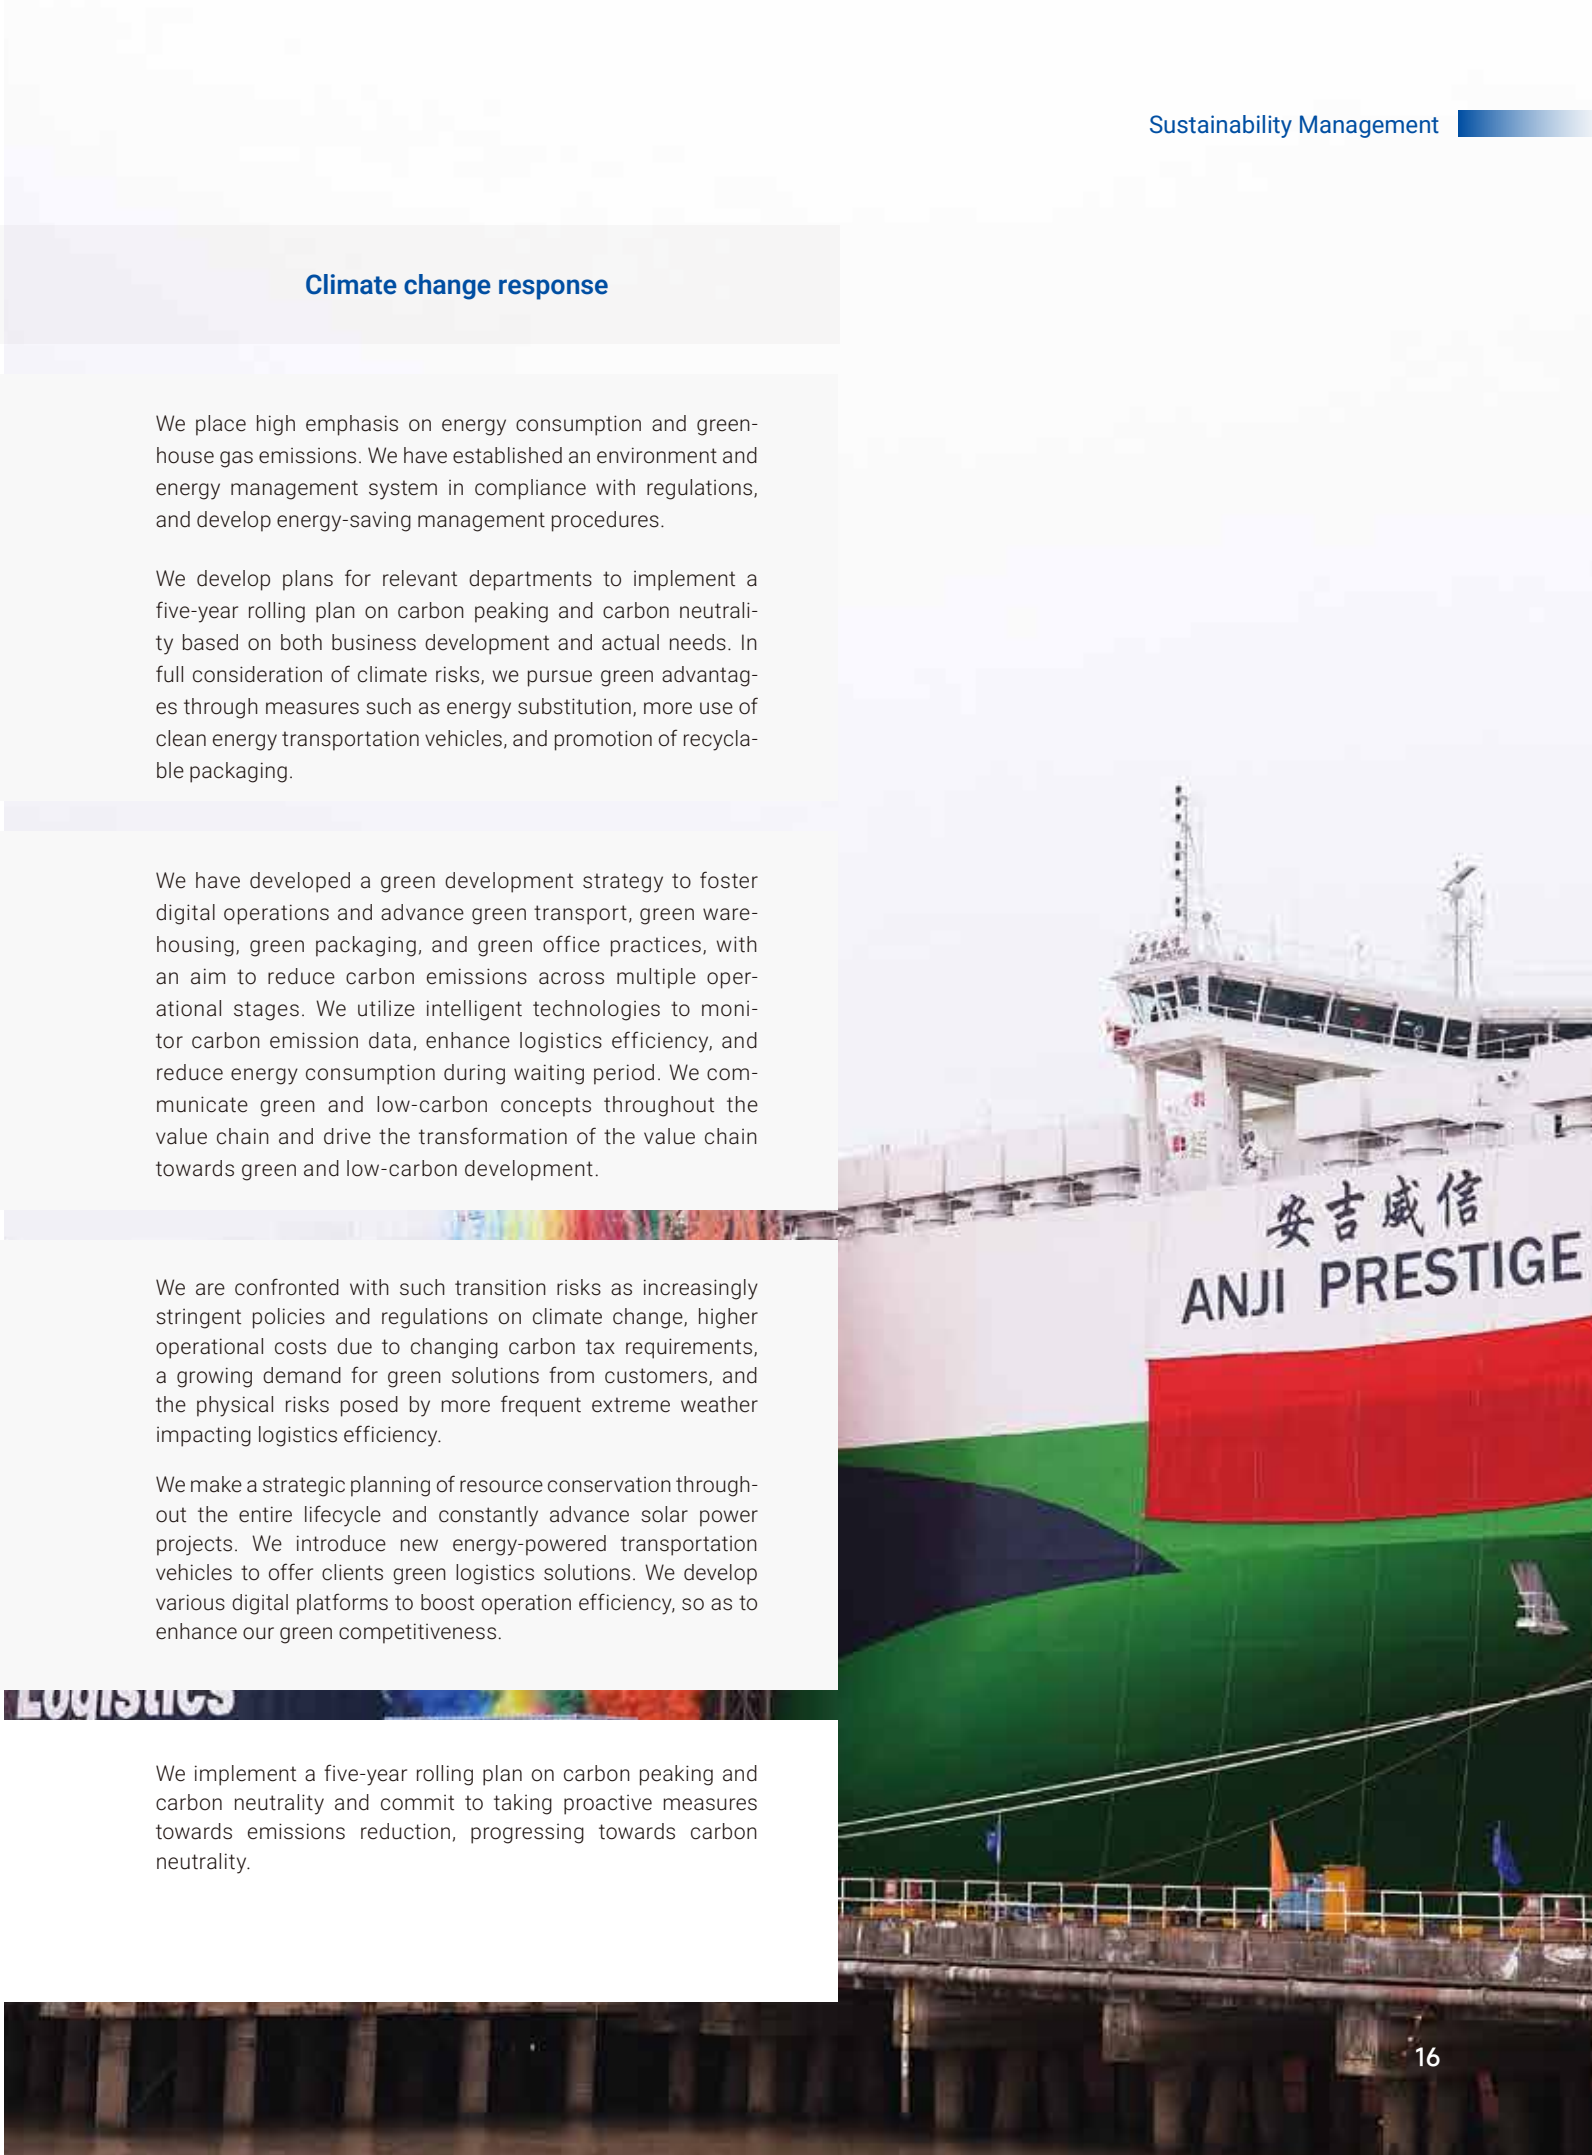 Sustainability Management
Climate change response
We place high emphasis on energy consumption and green-
house gas emissions. We have established an environment and
energy management system in compliance with regulations,
and develop energy-saving management procedures.
We develop plans for relevant departments to implement a
five-year rolling plan on carbon peaking and carbon neutrali-
ty based on both business development and actual needs. In
full consideration of climate risks, we pursue green advantag-
es through measures such as energy substitution, more use of
clean energy transportation vehicles, and promotion of recycla-
ble packaging.
We have developed a green development strategy to foster
digital operations and advance green transport, green ware-
housing, green packaging, and green office practices, with
an aim to reduce carbon emissions across multiple oper-
ational stages. We utilize intelligent technologies to moni-
tor carbon emission data, enhance logistics efficiency, and
reduce energy consumption during waiting period. We com-
municate green and low-carbon concepts throughout the
value chain and drive the transformation of the value chain
towards green and low-carbon development.
We are confronted with such transition risks as increasingly
stringent policies and regulations on climate change, higher
operational costs due to changing carbon tax requirements,
a growing demand for green solutions from customers, and
the physical risks posed by more frequent extreme weather
impacting logistics efficiency.
We make a strategic planning of resource conservation through-
out the entire lifecycle and constantly advance solar power
projects. We introduce new energy-powered transportation
vehicles to offer clients green logistics solutions. We develop
various digital platforms to boost operation efficiency, so as to
enhance our green competitiveness.
Logistics
We implement a five-year rolling plan on carbon peaking and
carbon neutrality and commit to taking proactive measures
towards emissions reduction, progressing towards carbon
neutrality.
安吉威信
ANJI PRESTIGE
安吉威信
ANJI PRESTIGE
16